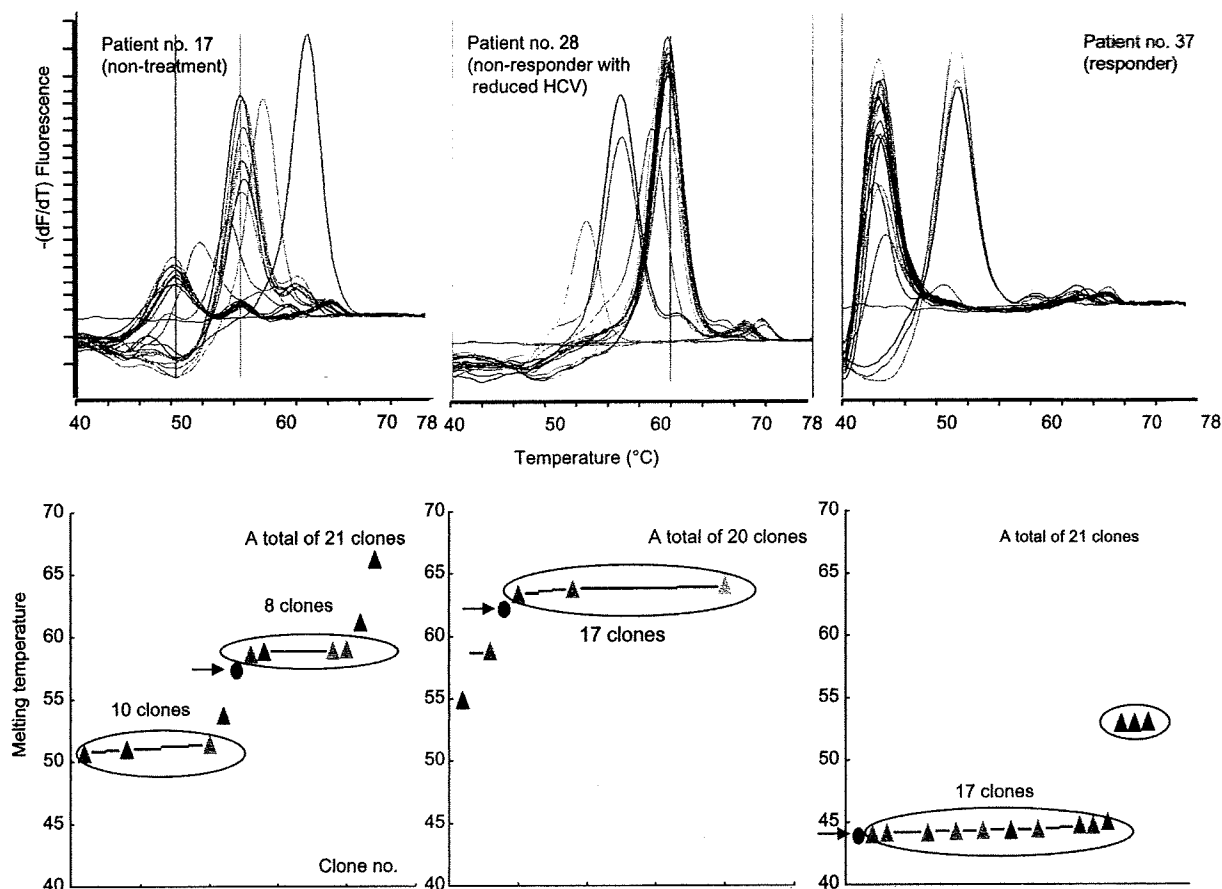 Patient no. 17
(non-treatment)
Patient no. 28
(non-responder with
reduced HCV)
Patient no. 37
(responder)
-(dF/dT) Fluorescence
40 50 60 70 78
40 50 60 70 78
40 50 60 70 78
Temperature (°C)
Melting temperature
70
65
60
55
50
45
40
A total of 21 clones
8 clones
10 clones
Clone no.
70
65
60
55
50
45
40
A total of 20 clones
17 clones
70
65
60
55
50
45
40
A total of 21 clones
17 clones